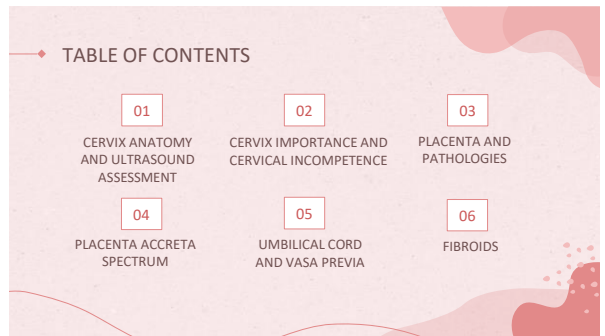 TABLE OF CONTENTS
01
CERVIX ANATOMY
AND ULTRASOUND
ASSESSMENT
02
CERVIX IMPORTANCE AND
CERVICAL INCOMPETENCE
03
PLACENTA AND
PATHOLOGIES
04
PLACENTA ACCRETA
SPECTRUM
05
UMBILICAL CORD
AND VASA PREVIA
06
FIBROIDS